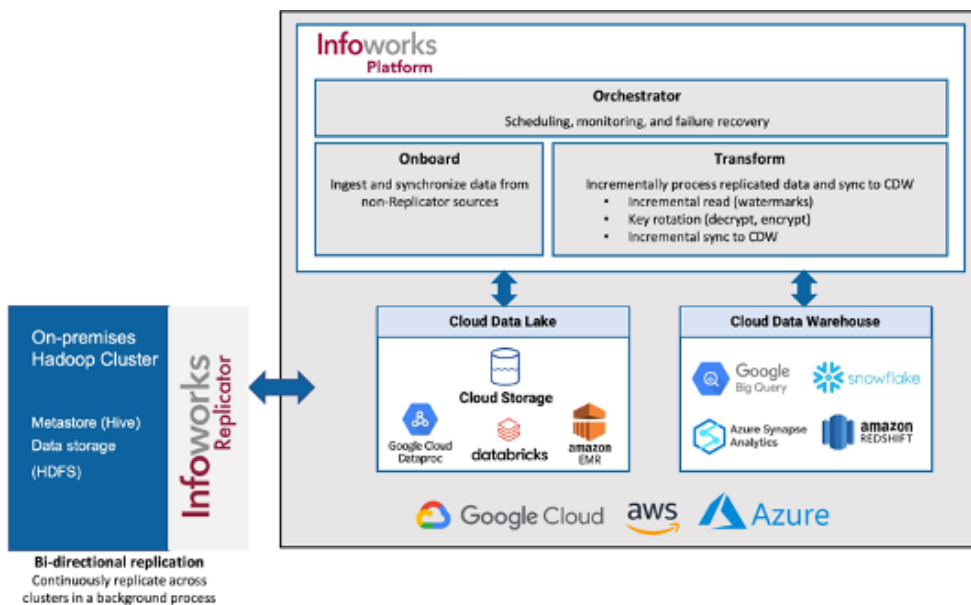 Infoworks
Platform
Orchestrator
Scheduling, monitoring, and failure recovery
Onboard
Ingest and synchronize data from
non-Replicator sources
Transform
Incrementally process replicated data and sync to CDW
• Incremental read (watermarks)
• Key rotation (decrypt, encrypt)
• Incremental sync to CDW
On-premises
Hadoop Cluster
Metastore (Hive)
Data storage
(HDFS)
Infoworks
Replicator
Bi-directional replication
Continuously replicate across
clusters in a background process
Cloud Data Lake
Cloud Storage
Google Cloud
Dataproc
databricks
amazon
EMR
Cloud Data Warehouse
Google
Big Query
snowflake
Azure Synapse
Analytics
amazon
REDSHIFT
Google Cloud
aws
Azure